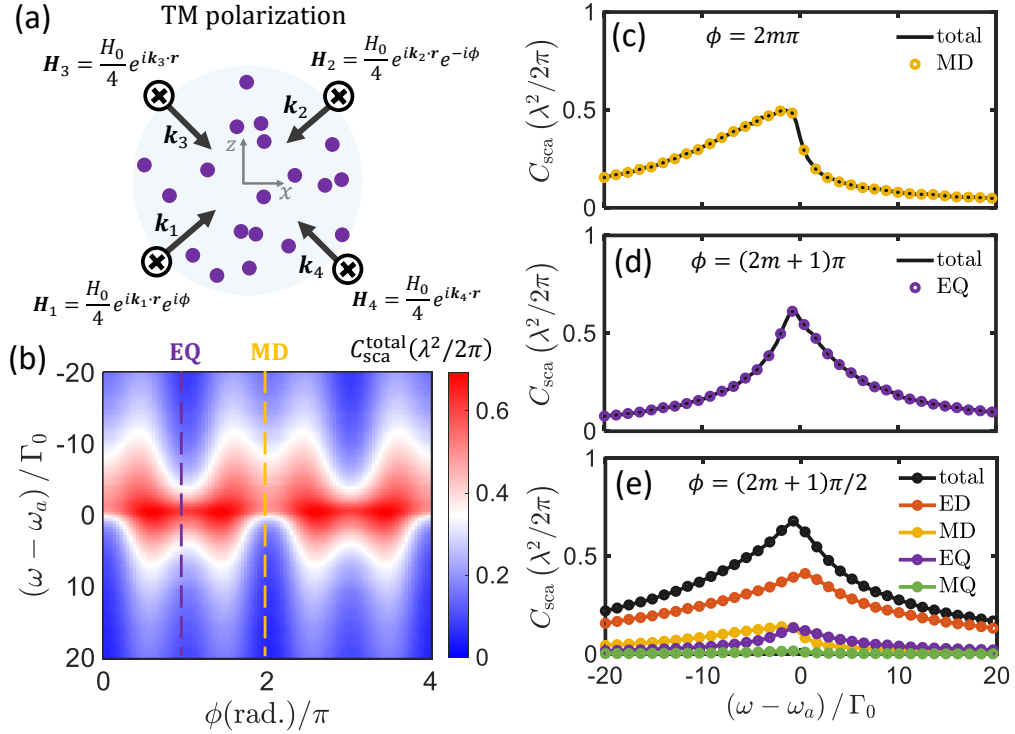 (a)
TM polarization
H₃ = H₀/4 e^{ik₃·r}
H₂ = H₀/4 e^{ik₂·r} e^{-iϕ}
k₃
k₂
z
x
k₁
k₄
H₁ = H₀/4 e^{ik₁·r} e^{iϕ}
H₄ = H₀/4 e^{ik₄·r}
(b)
EQ
MD
C_sca^total (λ²/2π)
-20
-10
0
10
20
(ω − ω_a) / Γ₀
0
2
4
ϕ(rad.)/π
0.6
0.4
0.2
0
(c)
ϕ = 2mπ
total
MD
1
0.5
0
C_sca (λ²/2π)
(d)
ϕ = (2m + 1)π
total
EQ
1
0.5
0
C_sca (λ²/2π)
(e)
ϕ = (2m + 1)π/2
total
ED
MD
EQ
MQ
1
0.5
0
C_sca (λ²/2π)
-20
-10
0
10
20
(ω − ω_a) / Γ₀